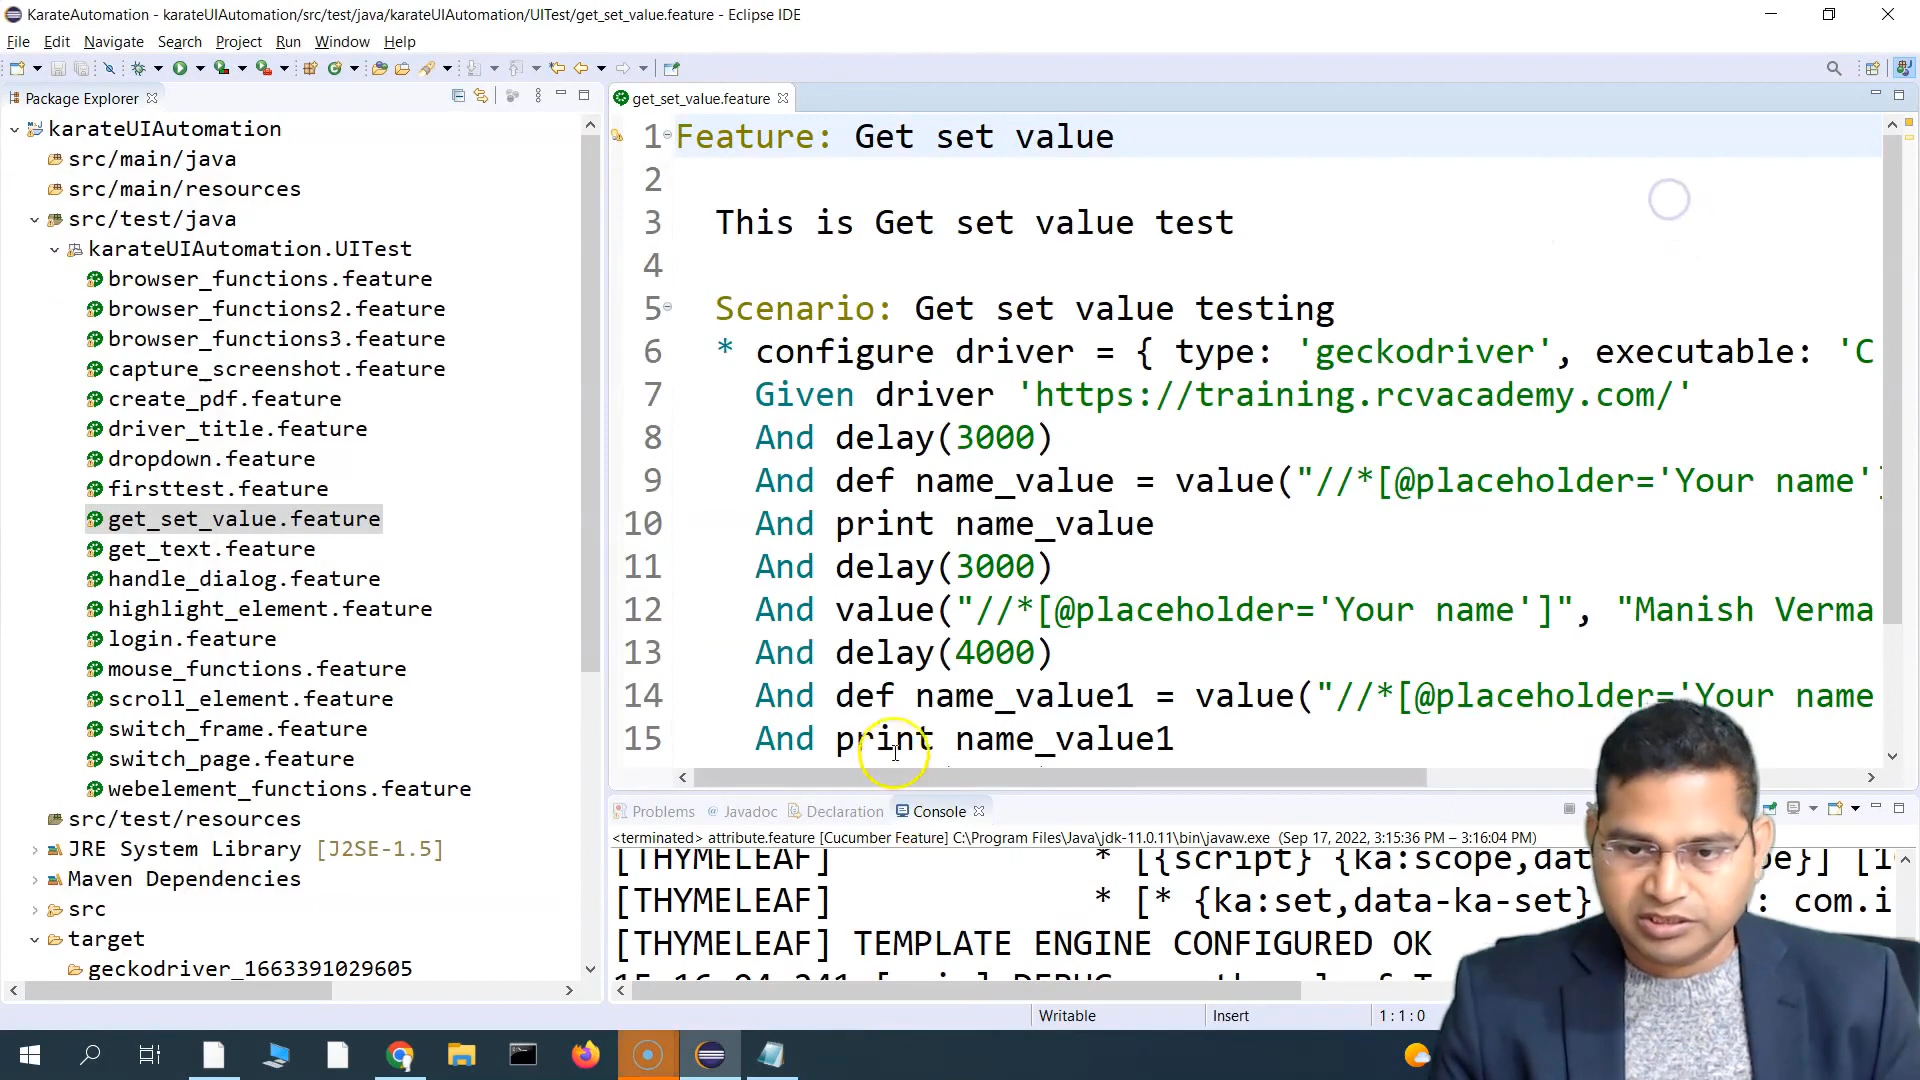 KarateAutomation - karateUIAutomation/src/test/java/karateUIAutomation/UITest/get_set_value.feature - Eclipse IDE
File Edit Navigate Search Project Run Window Help
Package Explorer
karateUIAutomation
src/main/java
src/main/resources
src/test/java
karateUIAutomation.UITest
browser_functions.feature
browser_functions2.feature
browser_functions3.feature
capture_screenshot.feature
create_pdf.feature
driver_title.feature
dropdown.feature
firsttest.feature
get_set_value.feature
get_text.feature
handle_dialog.feature
highlight_element.feature
login.feature
mouse_functions.feature
scroll_element.feature
switch_frame.feature
switch_page.feature
webelement_functions.feature
src/test/resources
JRE System Library [J2SE-1.5]
Maven Dependencies
src
target
geckodriver_1663391029605
get_set_value.feature
1 Feature: Get set value
2
3 This is Get set value test
4
5 Scenario: Get set value testing
6 * configure driver = { type: 'geckodriver', executable: 'C
7 Given driver 'https://training.rcvacademy.com/'
8 And delay(3000)
9 And def name_value = value("//*[@placeholder='Your name']
10 And print name_value
11 And delay(3000)
12 And value("//*[@placeholder='Your name']", "Manish Verma
13 And delay(4000)
14 And def name_value1 = value("//*[@placeholder='Your name
15 And print name_value1
Problems Javadoc Declaration Console
<terminated> attribute.feature [Cucumber Feature] C:\Program Files\Java\jdk-11.0.11\bin\javaw.exe (Sep 17, 2022, 3:15:36 PM – 3:16:04 PM)
[THYMELEAF] * [{script} {ka:scope,dat
[THYMELEAF] * [* {ka:set,data-ka-set} : com.i
[THYMELEAF] TEMPLATE ENGINE CONFIGURED OK
Writable Insert 1 : 1 : 0